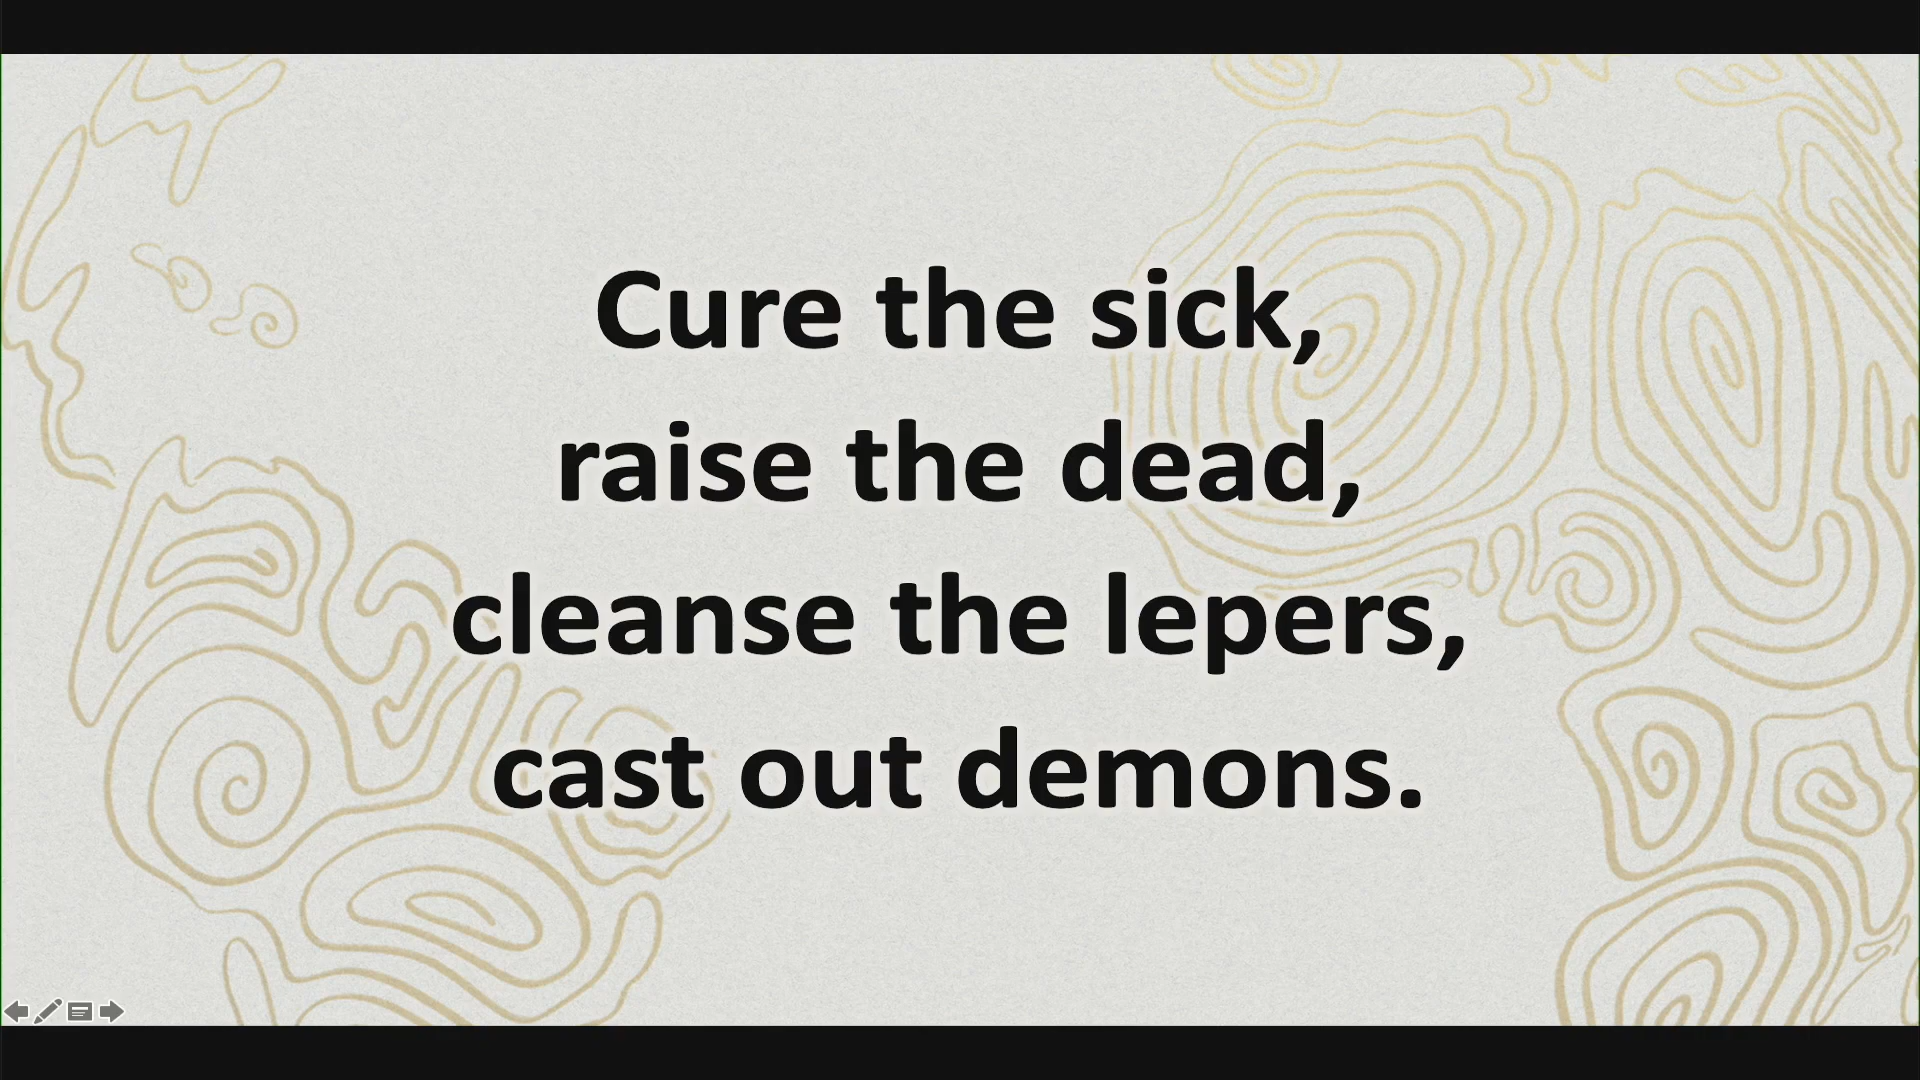 Cure the sick,
raise the dead,
cleanse the lepers,
cast out demons.